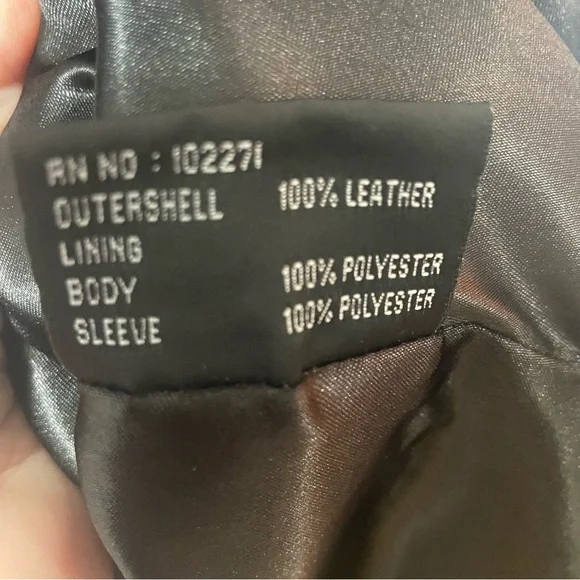 RN NO : 102271
OUTERSHELL 100% LEATHER
LINING
BODY 100% POLYESTER
SLEEVE 100% POLYESTER